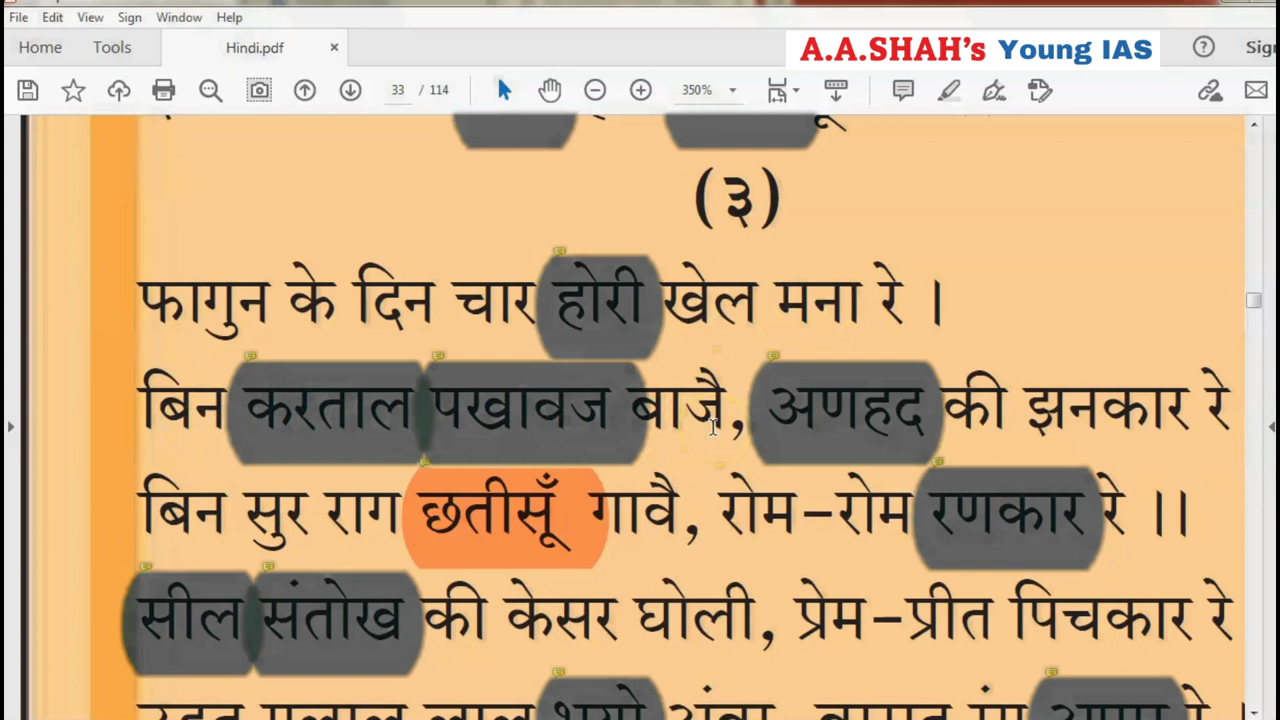 File Edit View Sign Window Help
Home Tools Hindi.pdf × A.A.SHAH's Young IAS ? Sig
33 / 114 350%
(३)
फागुन के दिन चार होरी खेल मना रे ।
बिन करताल पखावज बाजै, अणहद की झनकार रे
बिन सुर राग छतीसूँ गावै, रोम-रोम रणकार रे ।।
सील संतोख की केसर घोली, प्रेम-प्रीत पिचकार रे